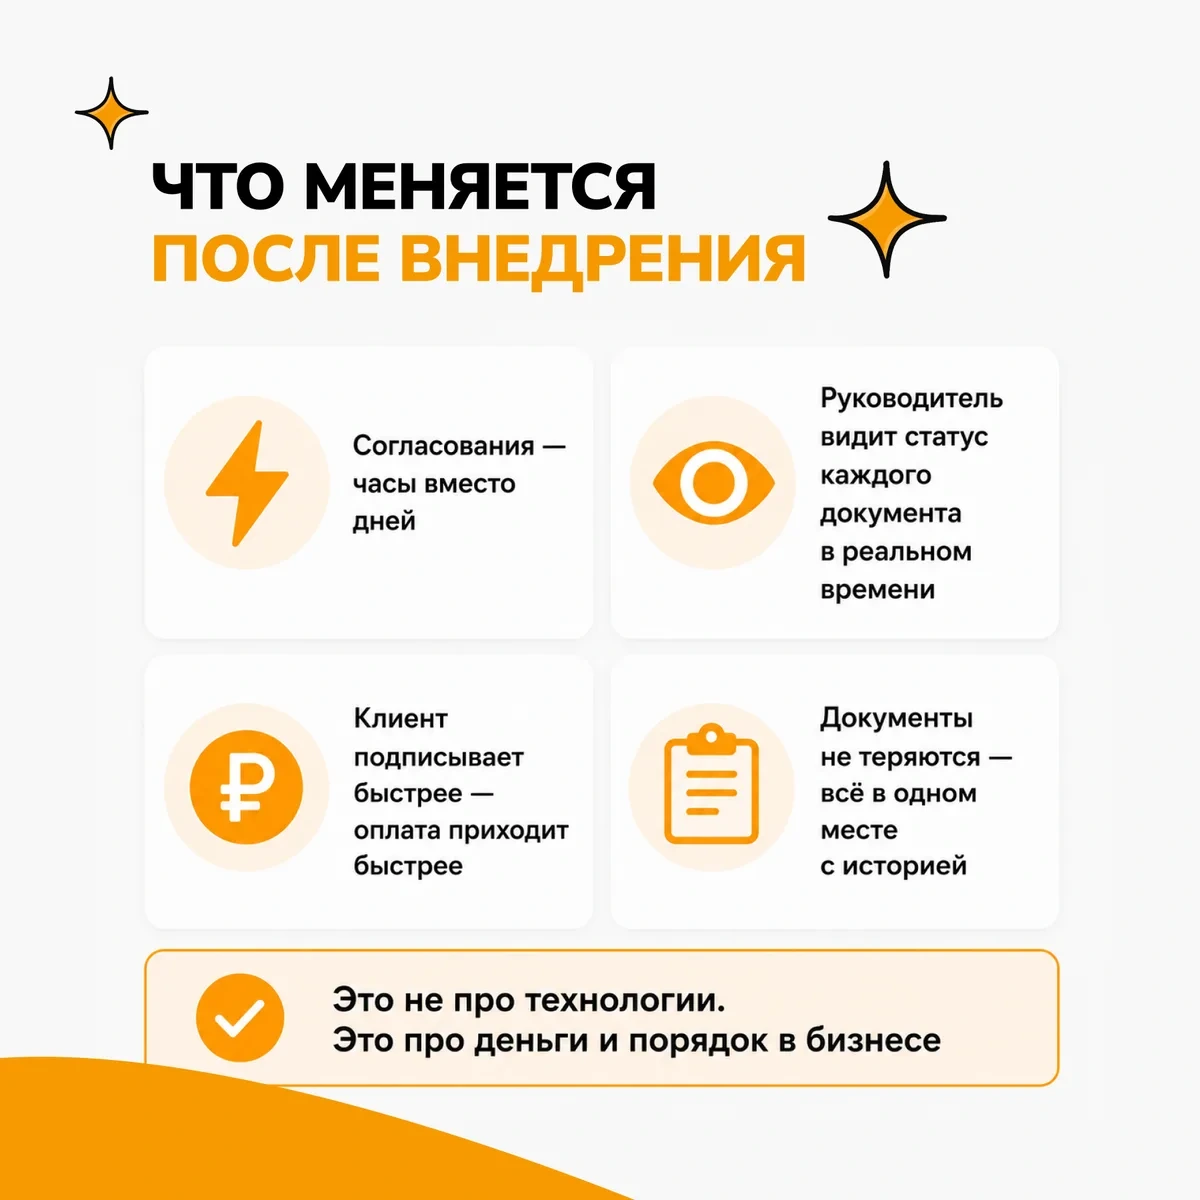 ЧТО МЕНЯЕТСЯ
ПОСЛЕ ВНЕДРЕНИЯ
Согласования —
часы вместо
дней
Руководитель
видит статус
каждого
документа
в реальном
времени
Клиент
подписывает
быстрее —
оплата приходит
быстрее
Документы
не теряются —
всё в одном
месте
с историей
Это не про технологии.
Это про деньги и порядок в бизнесе